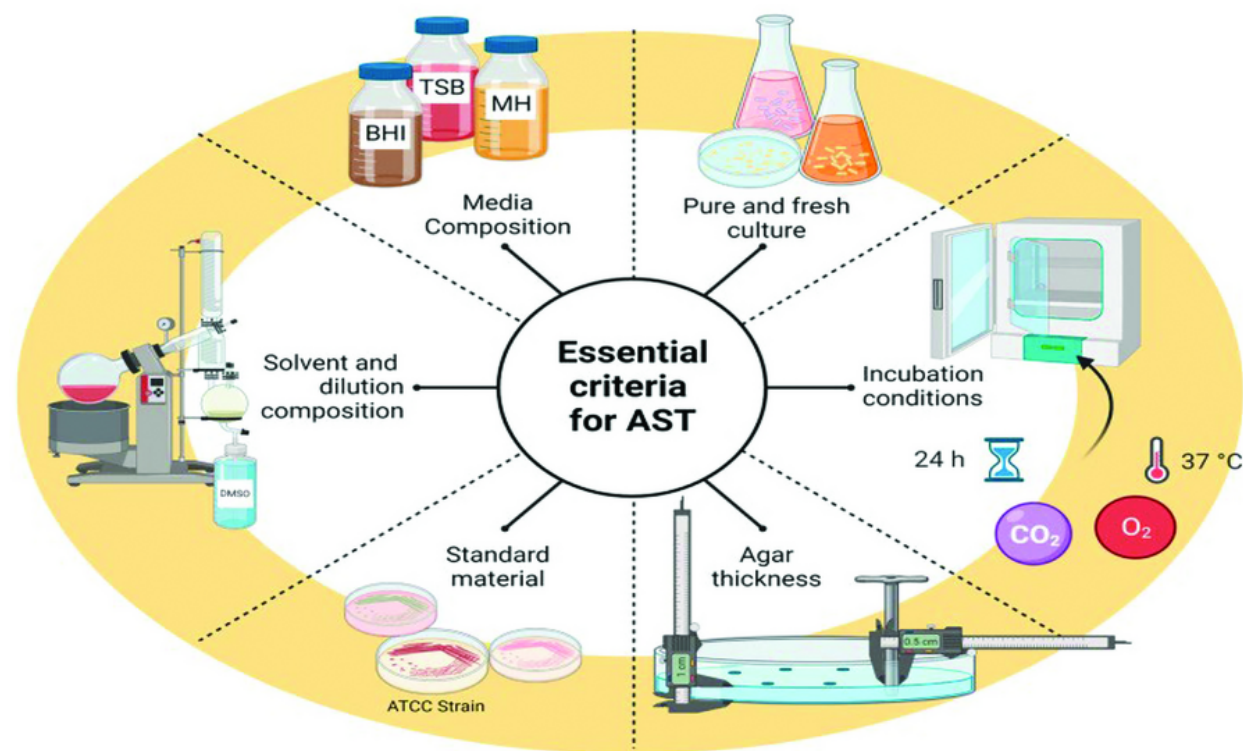 TSB
MH
BHI
Media
Composition
Pure and fresh
culture
Solvent and
dilution
composition
DMSO
Essential
criteria
for AST
Incubation
conditions
24 h
37 °C
CO₂
O₂
Standard
material
ATCC Strain
Agar
thickness
1 cm
0.5 cm